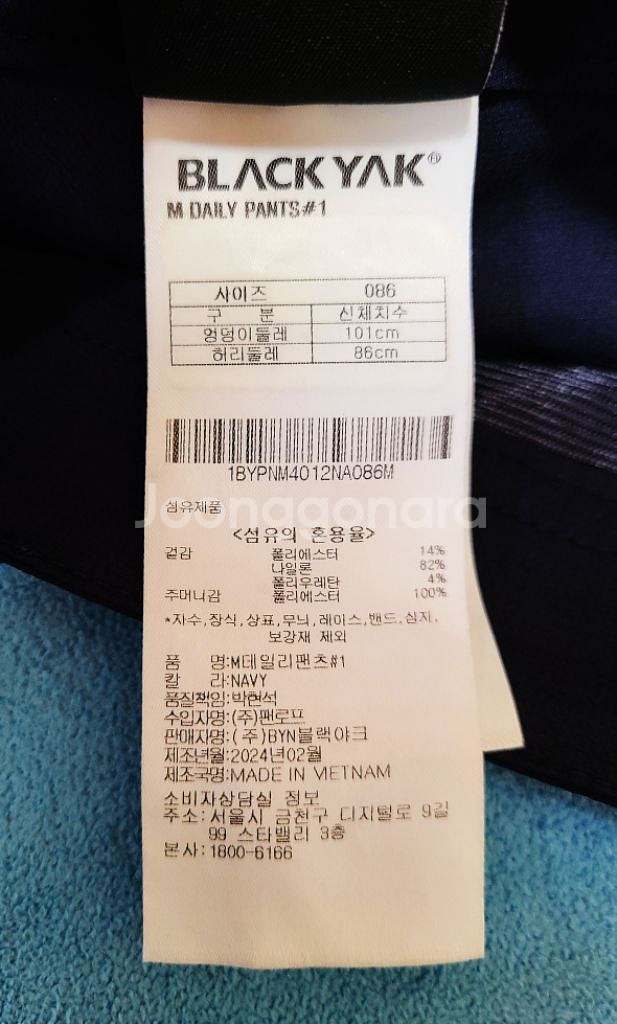 BLACK YAK®
M DAILY PANTS#1
사이즈 086
구 분 신체치수
엉덩이둘레 101cm
허리둘레 86cm
1BYPNM4012NA086M
섬유제품
Joonggonara
<섬유의 혼용율>
겉감 폴리에스터 14%
나일론 82%
폴리우레탄 4%
주머니감 폴리에스터 100%
*자수,장식,상표,무늬,레이스,밴드,심지,
보강재 제외
품 명:M데일리팬츠#1
칼 라:NAVY
품질책임:박현석
수입자명:(주)팬로프
판매자명:(주)BYN블랙야크
제조년월:2024년02월
제조국명:MADE IN VIETNAM
소비자상담실 정보
주소:서울시 금천구 디지털로 9길
99 스타밸리 3층
본사:1800-6166